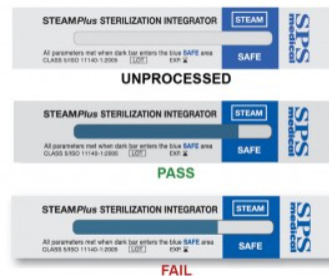 STEAMPlus STERILIZATION INTEGRATOR STEAM
All parameters met when dark bar enters the blue SAFE area
CLASS 5/ISO 11140-1:2005 LOT EXP. SAFE
SPS medical
UNPROCESSED
STEAMPlus STERILIZATION INTEGRATOR STEAM
All parameters met when dark bar enters the blue SAFE area
CLASS 5/ISO 11140-1:2005 LOT EXP. SAFE
SPS medical
PASS
STEAMPlus STERILIZATION INTEGRATOR STEAM
All parameters met when dark bar enters the blue SAFE area
CLASS 5/ISO 11140-1:2005 LOT EXP. SAFE
SPS medical
FAIL